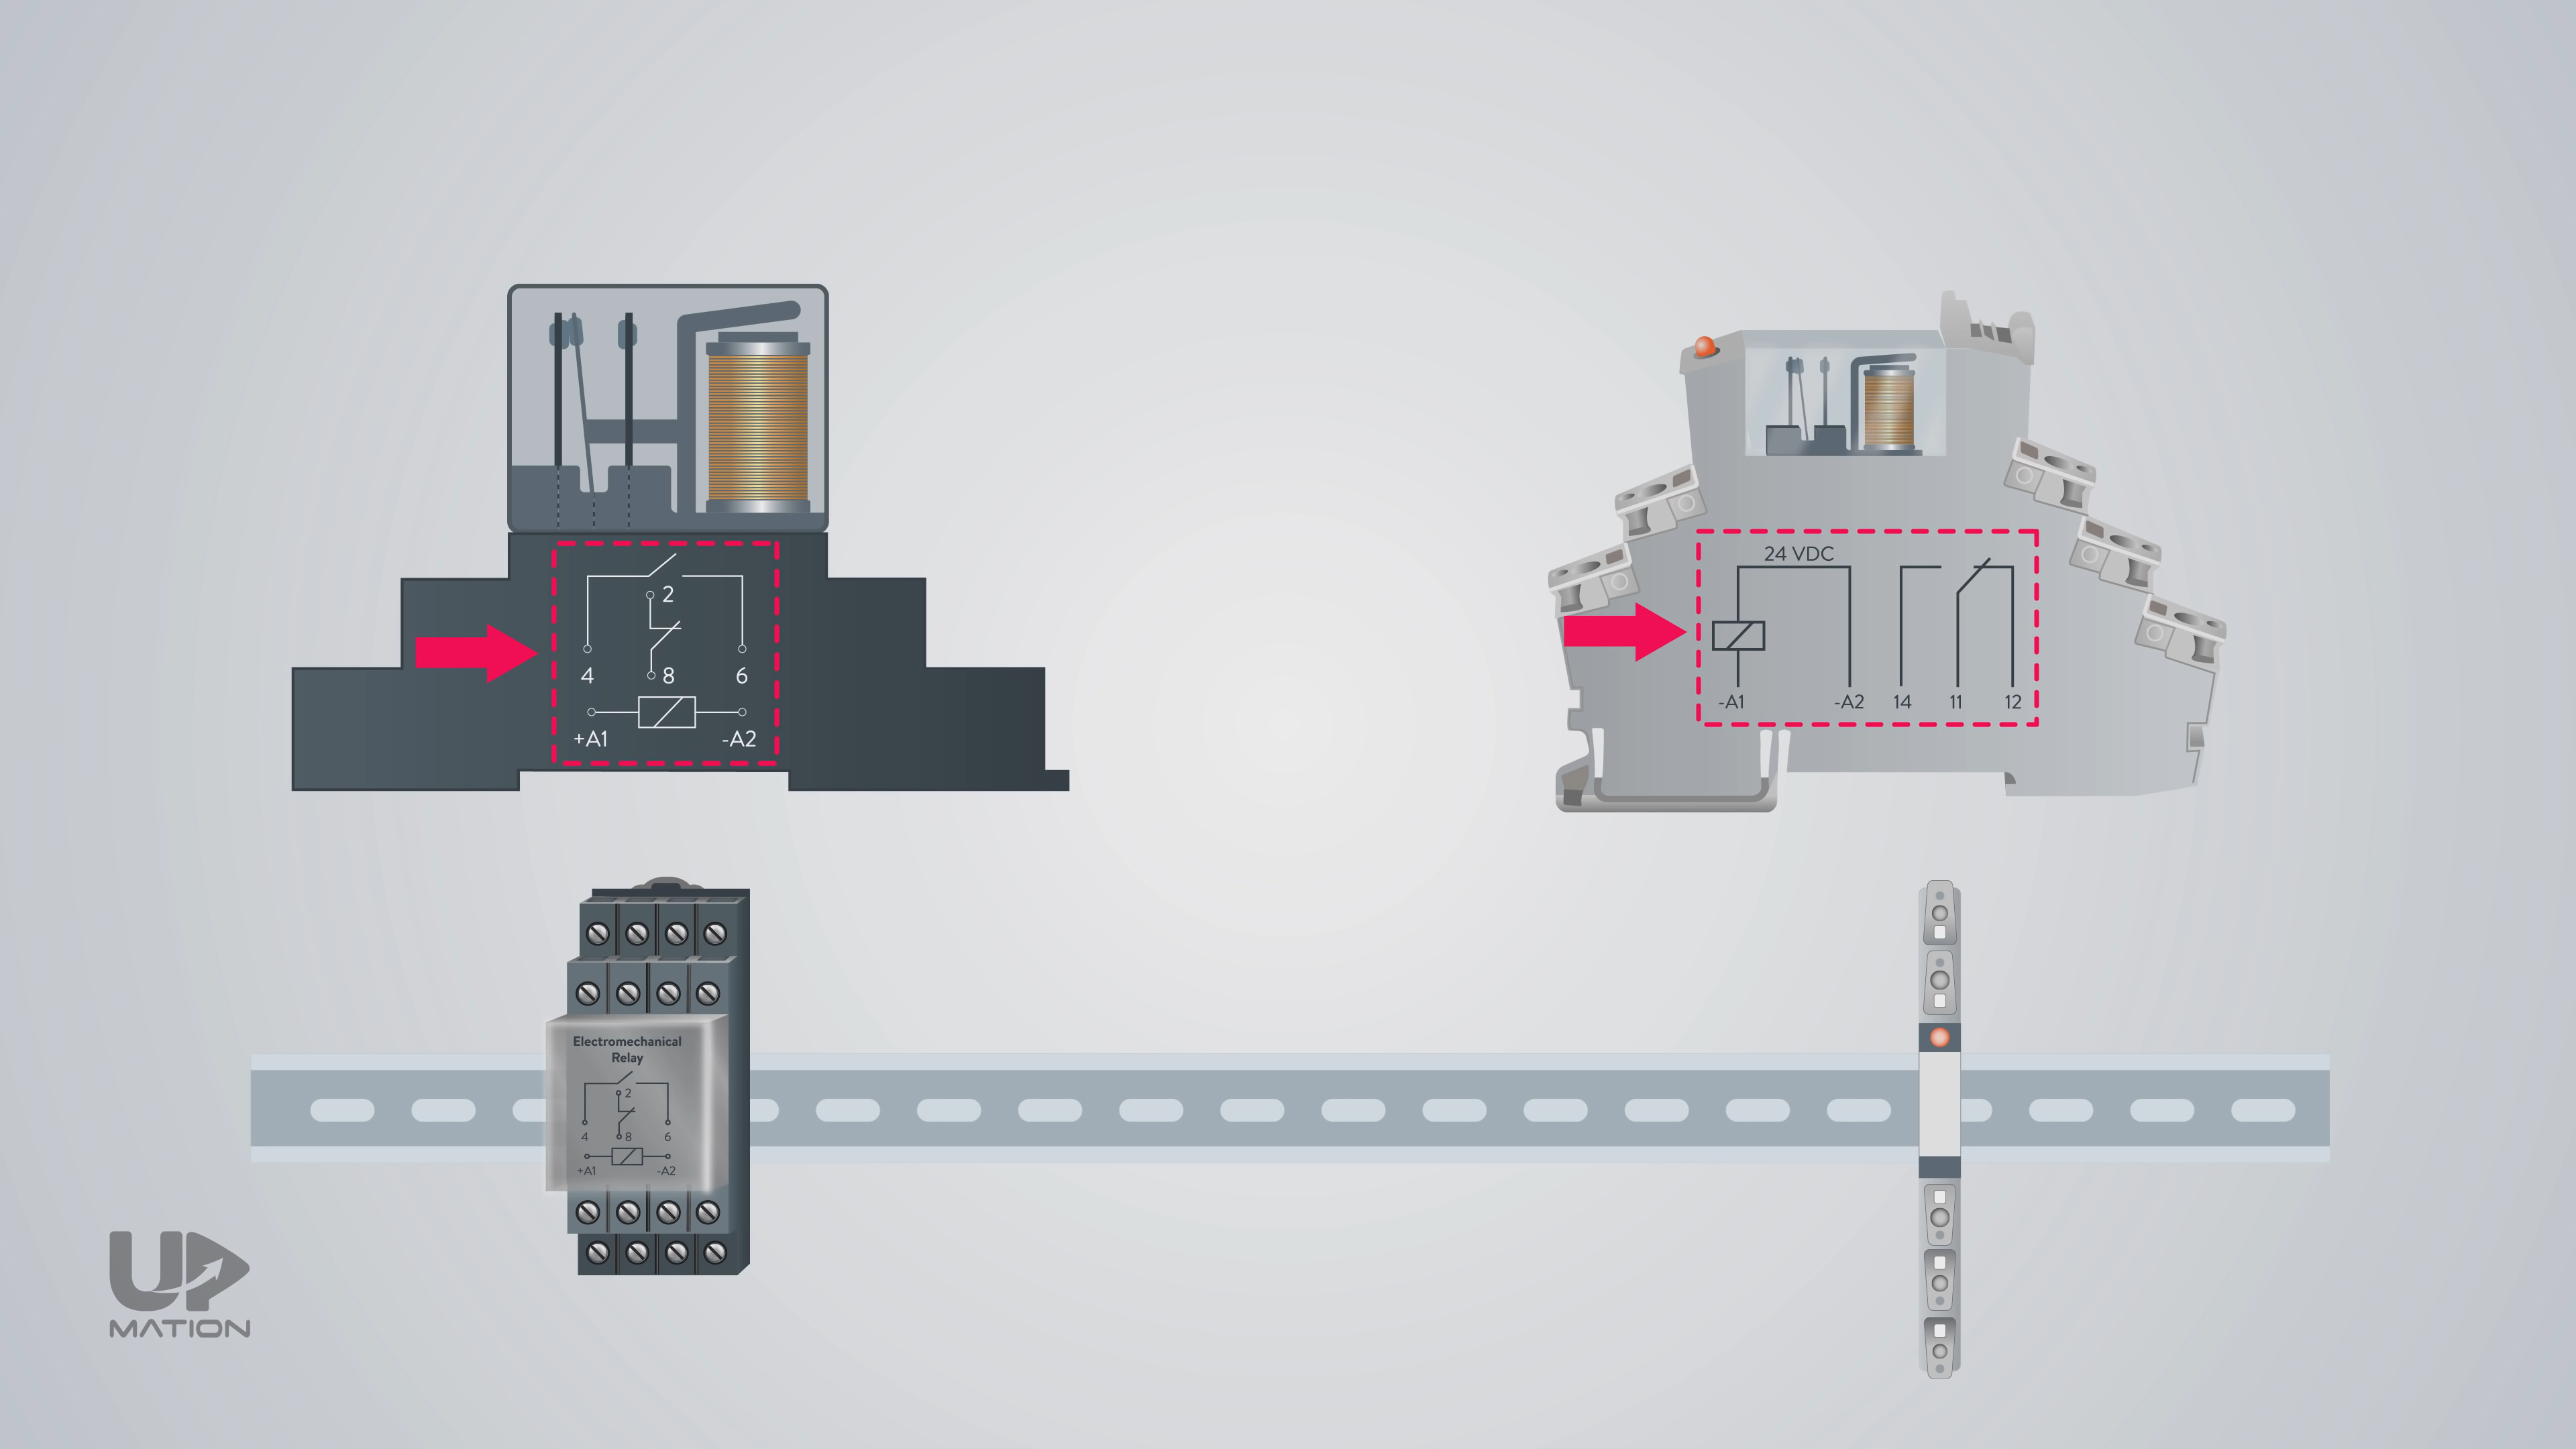 2
4
8
6
+A1
-A2
24 VDC
-A1
-A2
14
11
12
Electromechanical
Relay
2
4
8
6
+A1
-A2
UP
MATION